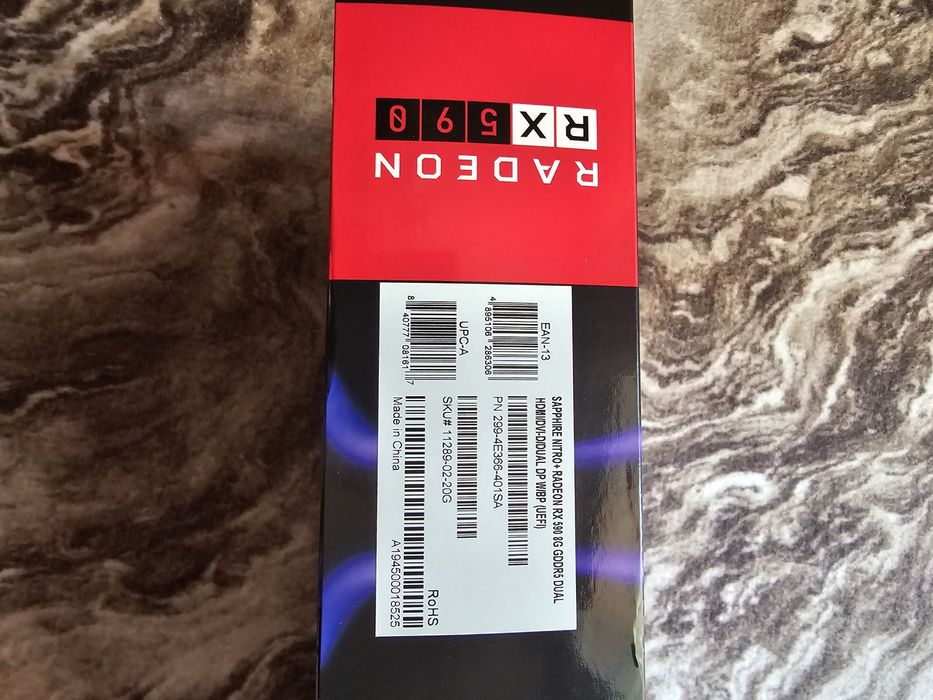 RADEON
RX 590
SAPPHIRE NITRO+ RADEON RX 590 8G GDDR5 DUAL
HDMI/DVI-D/DUAL DP W/BP (UEFI)
EAN-13
4 895106 286306
PN 299-4E366-401SA
UPC-A
8 40777 08161 7
SKU# 11289-02-20G
RoHS
A194500018525
Made in China